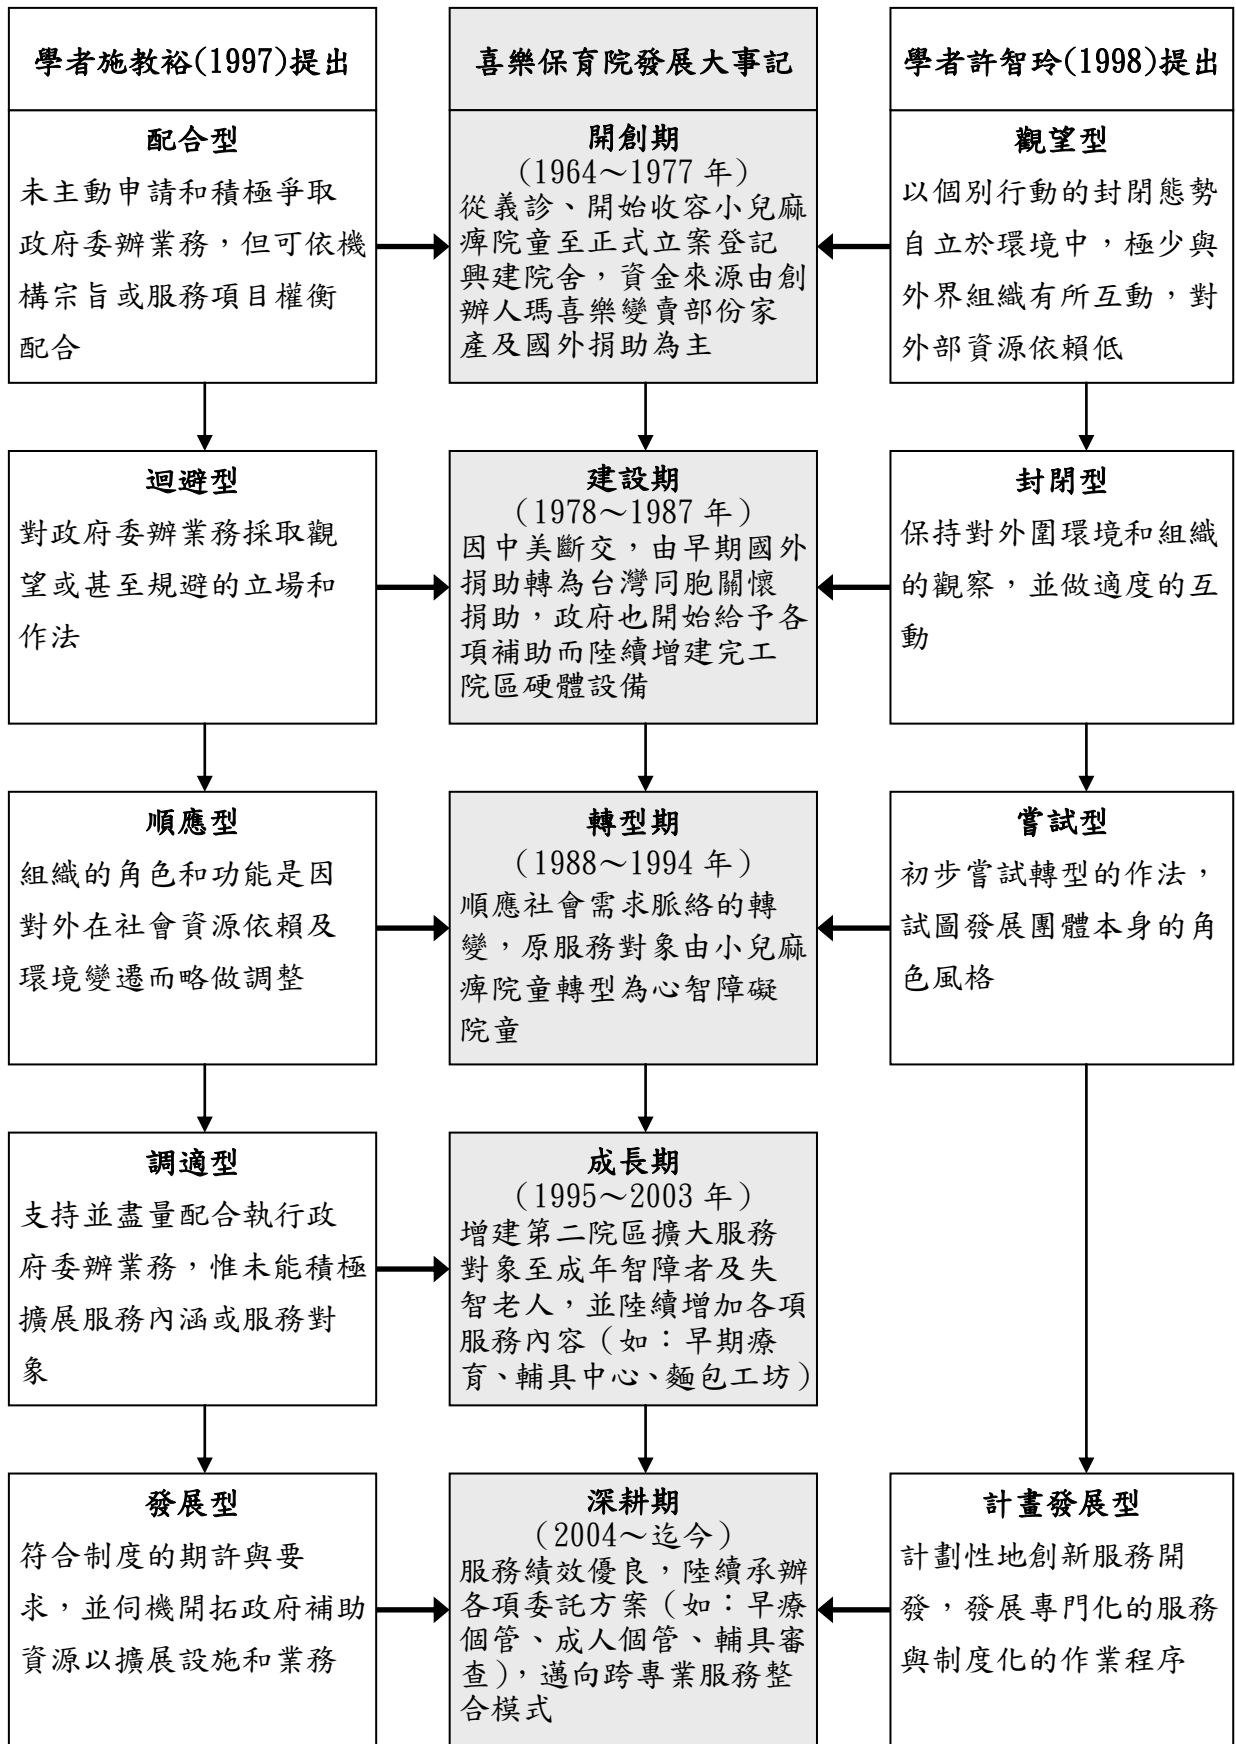 學者施教裕(1997)提出
配合型
未主動申請和積極爭取
政府委辦業務，但可依機
構宗旨或服務項目權衡
配合
迴避型
對政府委辦業務採取觀
望或甚至規避的立場和
作法
順應型
組織的角色和功能是因
對外在社會資源依賴及
環境變遷而略做調整
調適型
支持並盡量配合執行政
府委辦業務，惟未能積極
擴展服務內涵或服務對
象
發展型
符合制度的期許與要
求，並伺機開拓政府補助
資源以擴展設施和業務
喜樂保育院發展大事記
開創期
（1964～1977 年）
從義診、開始收容小兒麻
痺院童至正式立案登記
興建院舍，資金來源由創
辦人瑪喜樂變賣部份家
產及國外捐助為主
建設期
（1978～1987 年）
因中美斷交，由早期國外
捐助轉為台灣同胞關懷
捐助，政府也開始給予各
項補助而陸續增建完工
院區硬體設備
轉型期
（1988～1994 年）
順應社會需求脈絡的轉
變，原服務對象由小兒麻
痺院童轉型為心智障礙
院童
成長期
（1995～2003 年）
增建第二院區擴大服務
對象至成年智障者及失
智老人，並陸續增加各項
服務內容（如：早期療
育、輔具中心、麵包工坊）
深耕期
（2004～迄今）
服務績效優良，陸續承辦
各項委託方案（如：早療
個管、成人個管、輔具審
查），邁向跨專業服務整
合模式
學者許智玲(1998)提出
觀望型
以個別行動的封閉態勢
自立於環境中，極少與
外界組織有所互動，對
外部資源依賴低
封閉型
保持對外圍環境和組織
的觀察，並做適度的互
動
嘗試型
初步嘗試轉型的作法，
試圖發展團體本身的角
色風格
計畫發展型
計劃性地創新服務開
發，發展專門化的服務
與制度化的作業程序